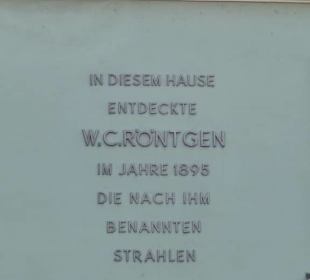 IN DIESEM HAUSE
ENTDECKTE
W.C.RÖNTGEN
IM JAHRE 1895
DIE NACH IHM
BENANNTEN
STRAHLEN